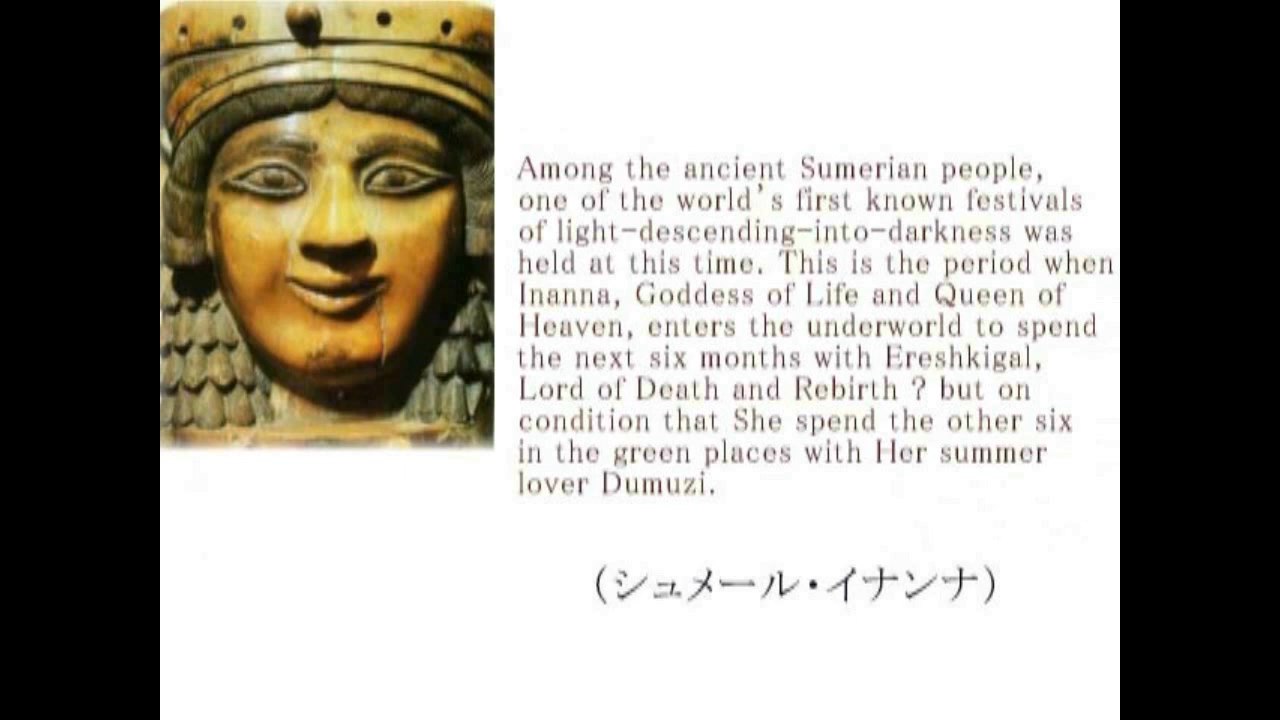 Among the ancient Sumerian people,
one of the world's first known festivals
of light-descending-into-darkness was
held at this time. This is the period when
Inanna, Goddess of Life and Queen of
Heaven, enters the underworld to spend
the next six months with Ereshkigal,
Lord of Death and Rebirth ? but on
condition that She spend the other six
in the green places with Her summer
lover Dumuzi.
(シュメール・イナンナ)